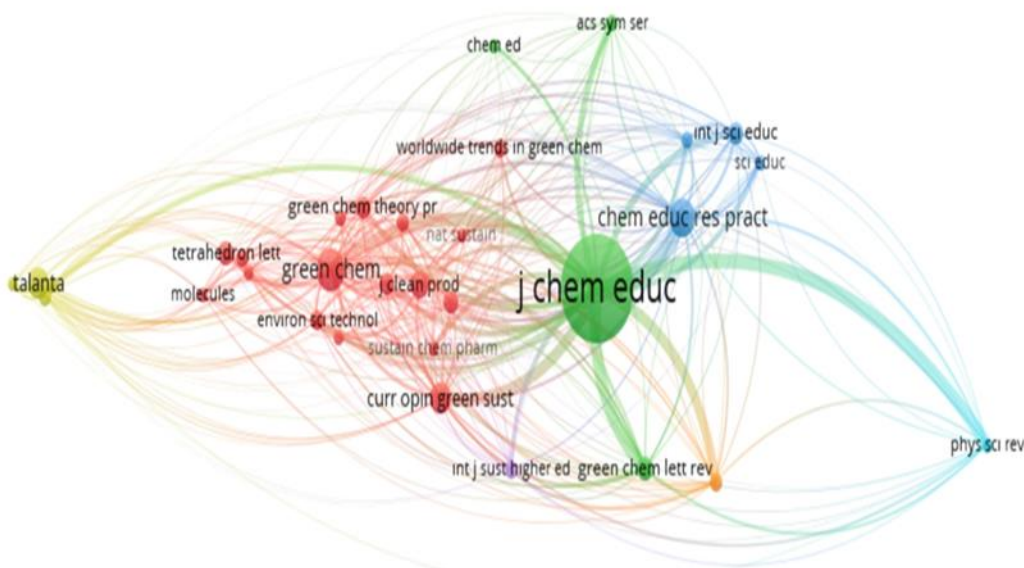 acs sym ser
chem ed
int j sci educ
worldwide trends in green chem
sci educ
green chem theory pr
chem educ res pract
nat sustain
tetrahedron lett
green chem
talanta
j clean prod
j chem educ
molecules
environ sci technol
sustain chem pharm
curr opin green sust
phys sci rev
int j sust higher ed
green chem lett rev